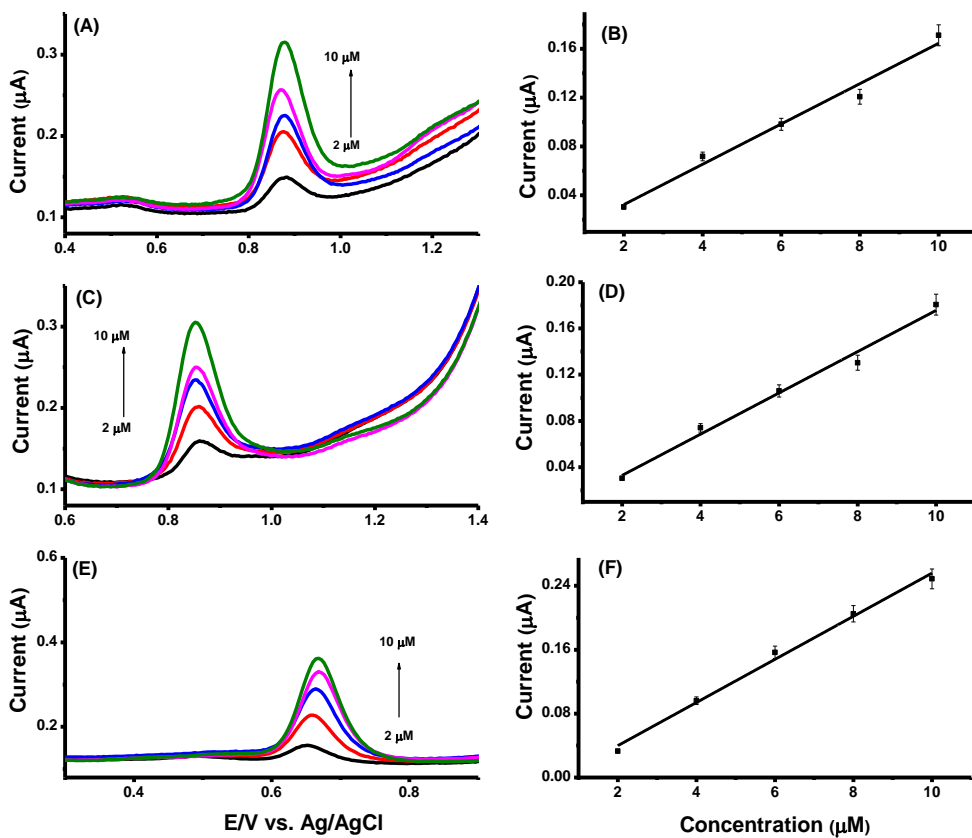 (A)
Current (μA)
0.3
0.2
0.1
10 μM
2 μM
0.4 0.6 0.8 1.0 1.2
(B)
Current (μA)
0.16
0.12
0.08
0.04
2 4 6 8 10
(C)
Current (μA)
0.3
0.2
0.1
10 μM
2 μM
0.6 0.8 1.0 1.2 1.4
(D)
Current (μA)
0.20
0.16
0.12
0.08
0.04
2 4 6 8 10
(E)
Current (μA)
0.6
0.4
0.2
10 μM
2 μM
0.4 0.6 0.8
E/V vs. Ag/AgCl
(F)
Current (μA)
0.24
0.16
0.08
0.00
2 4 6 8 10
Concentration (μM)